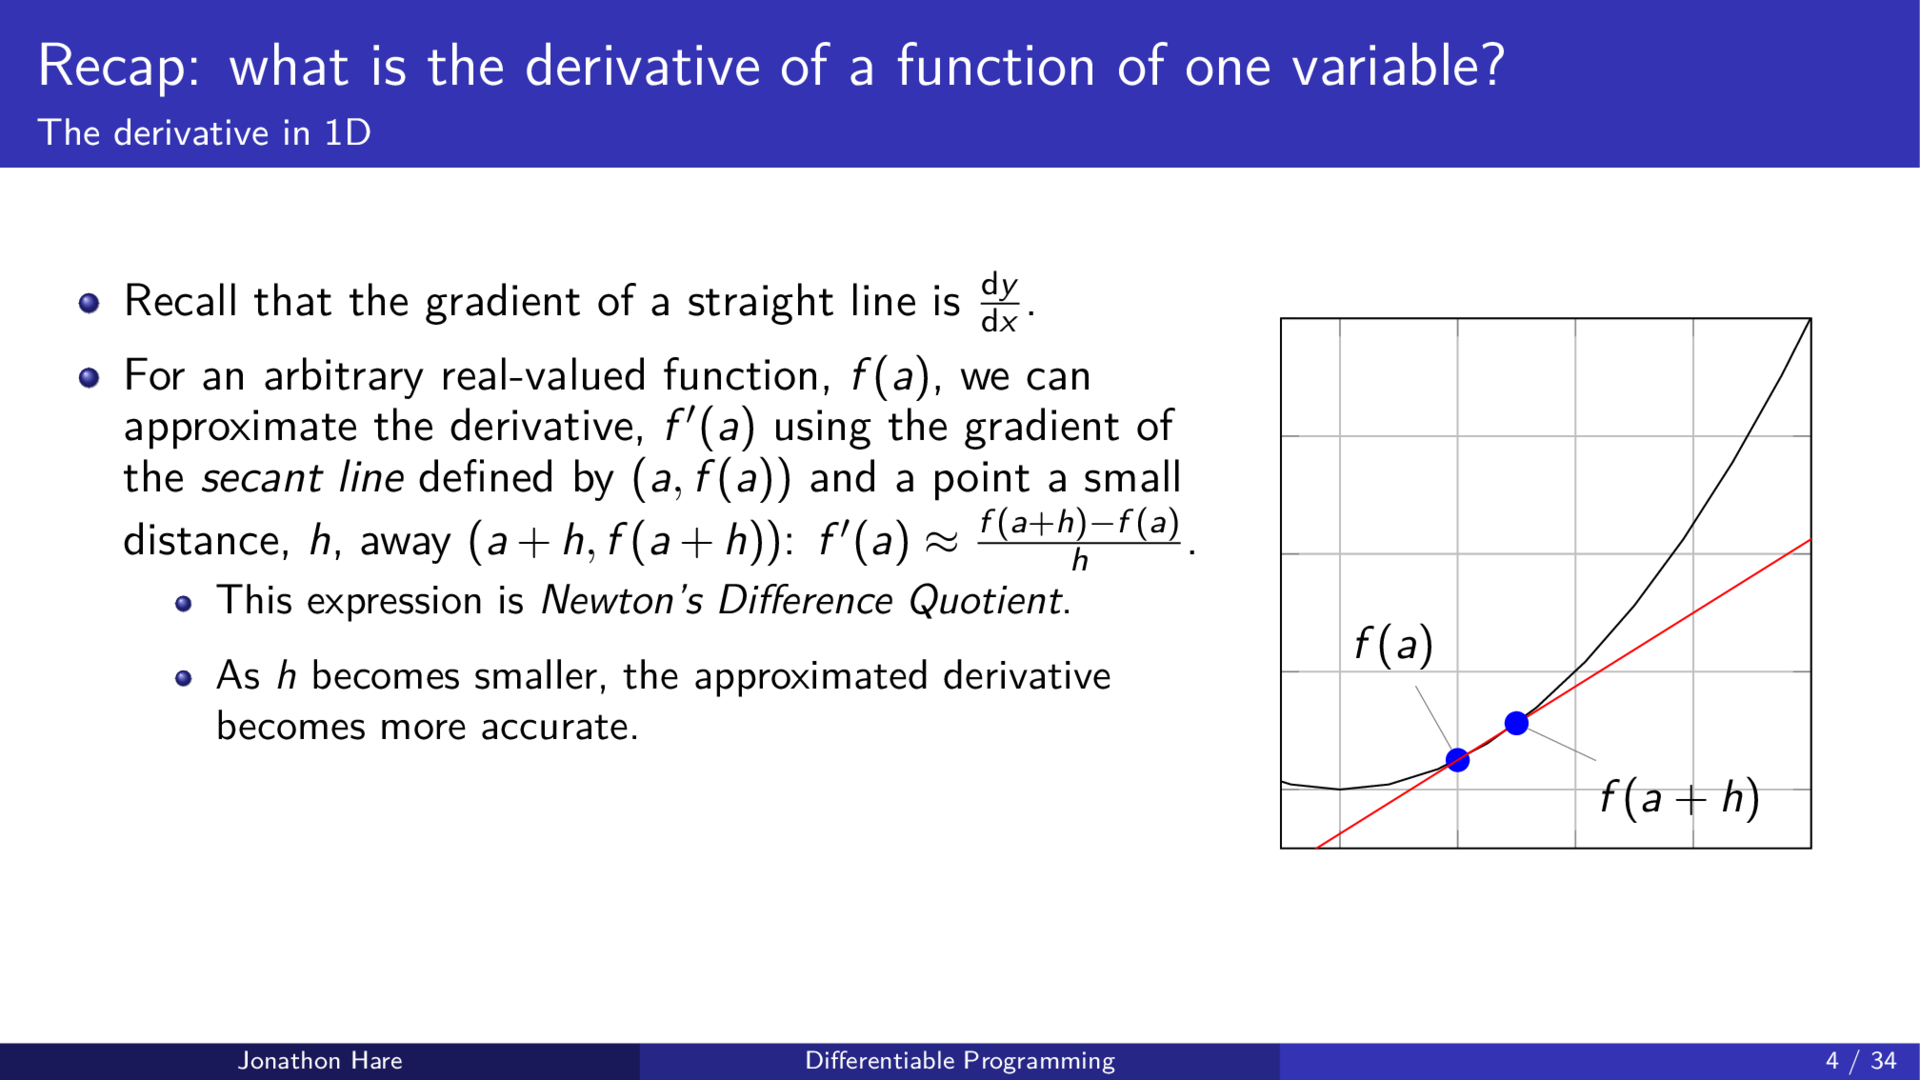 Recap: what is the derivative of a function of one variable?
The derivative in 1D
Recall that the gradient of a straight line is dy/dx.
For an arbitrary real-valued function, f(a), we can
approximate the derivative, f′(a) using the gradient of
the secant line defined by (a, f(a)) and a point a small
distance, h, away (a + h, f(a + h)): f′(a) ≈ f(a+h)−f(a)/h.
This expression is Newton's Difference Quotient.
As h becomes smaller, the approximated derivative
becomes more accurate.
f(a)
f(a + h)
Jonathon Hare
Differentiable Programming
4 / 34